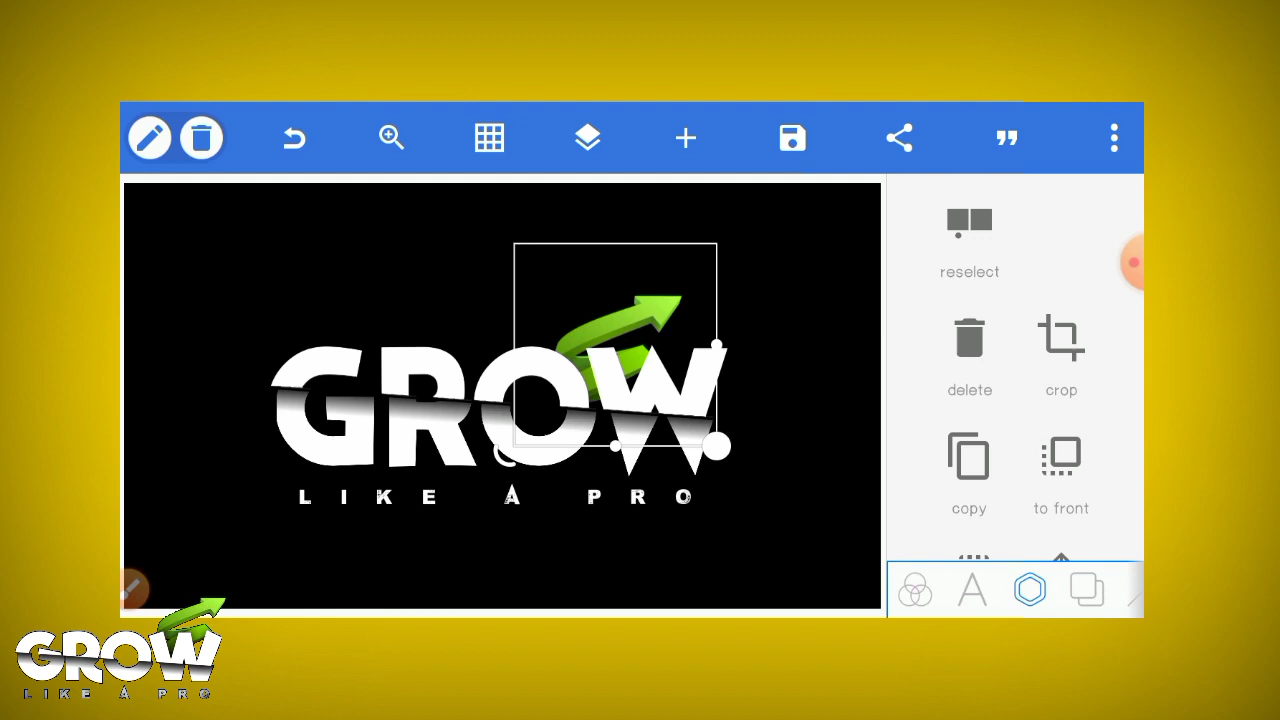 reselect
delete crop
copy to front
GROW
LIKE A PRO
GROW
LIKE A PRO